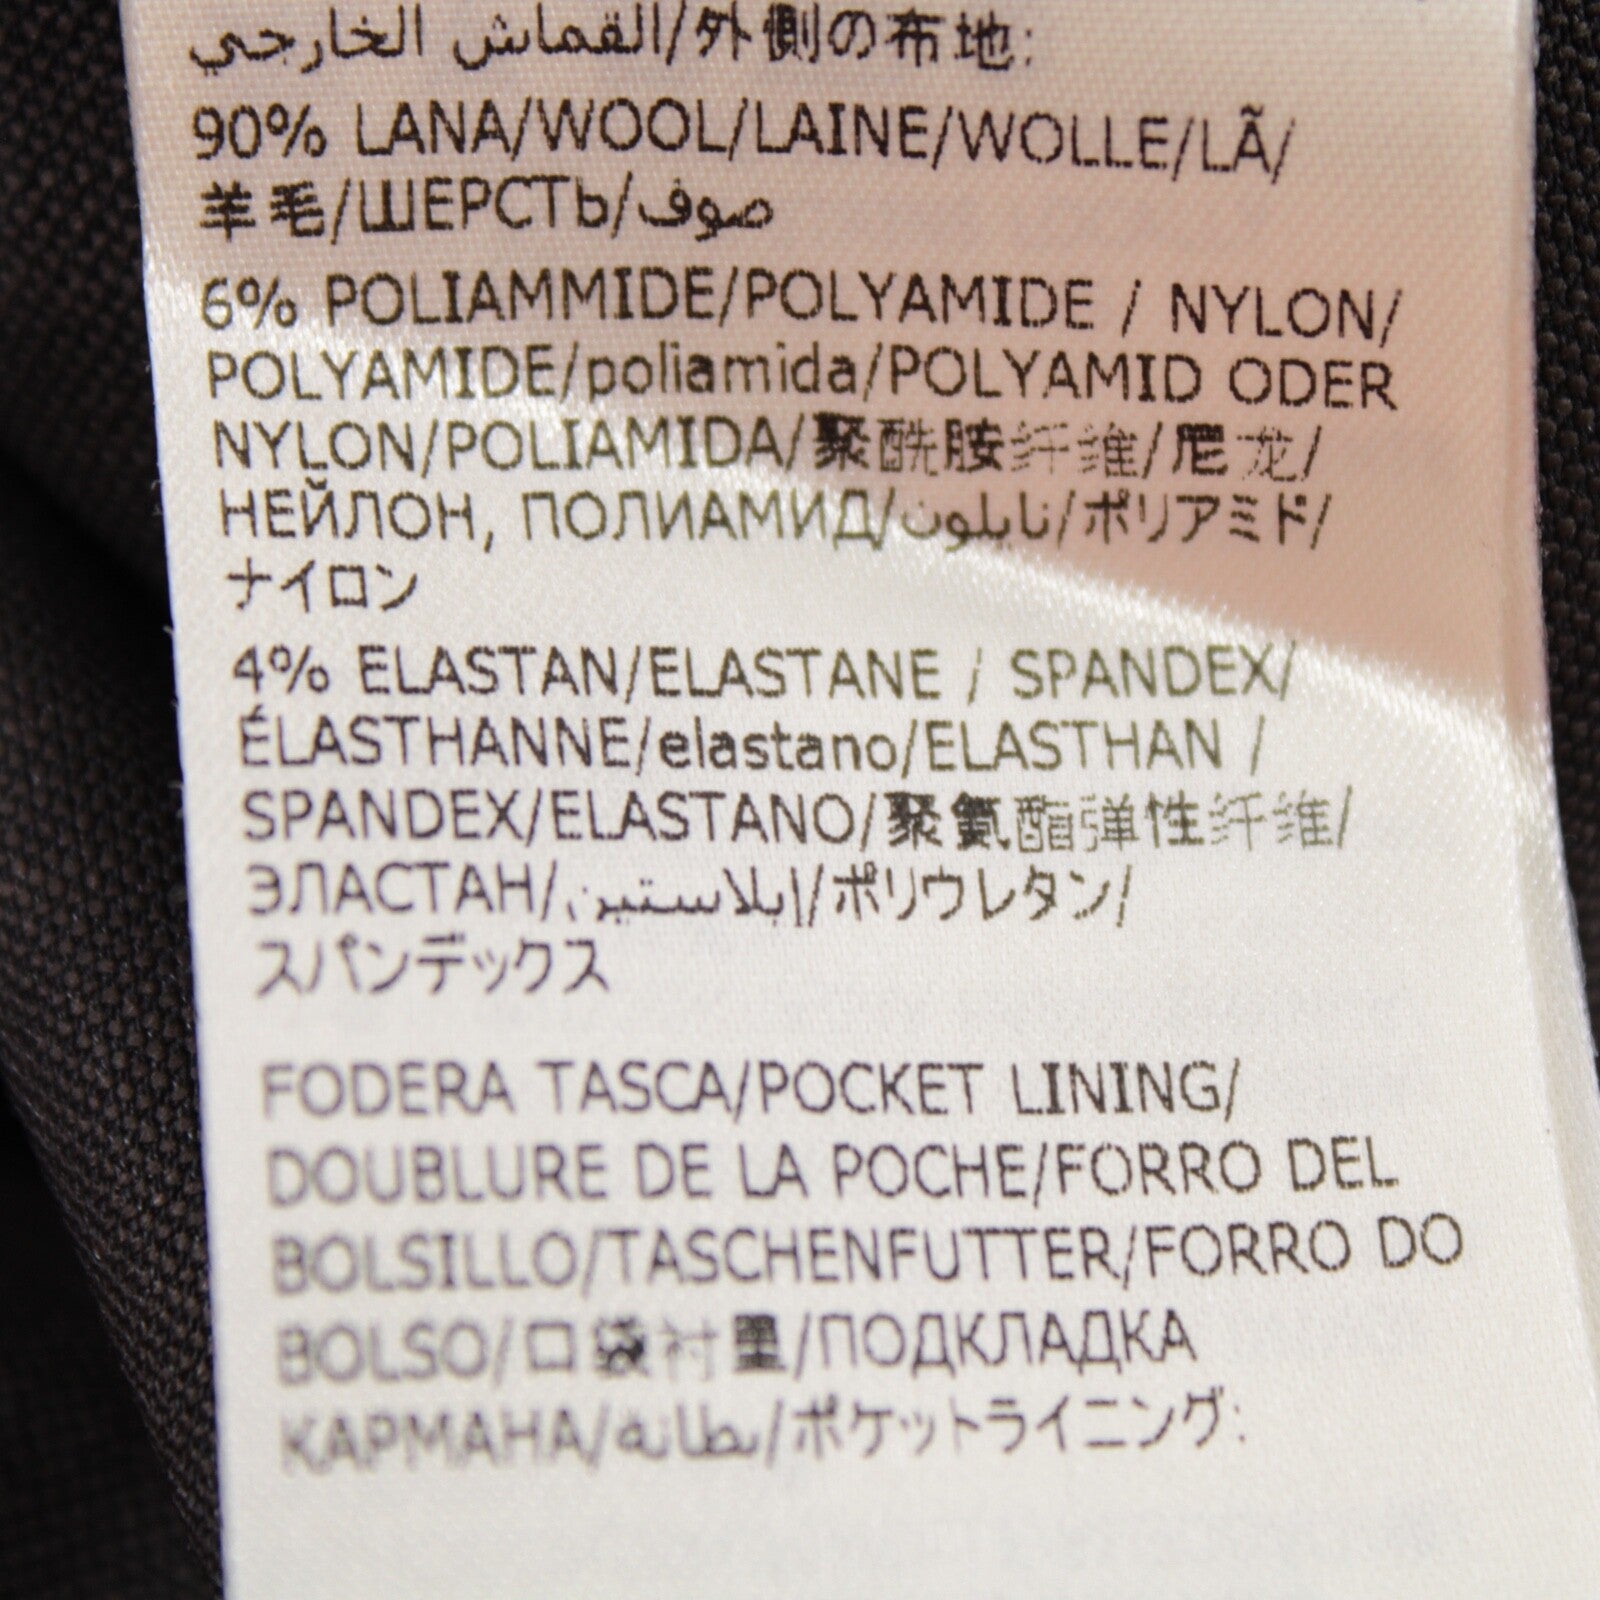 القماش الخارجي/外側の布地:
90% LANA/WOOL/LAINE/WOLLE/LÃ/
羊毛/ШЕРСТЬ/صوف
6% POLIAMMIDE/POLYAMIDE / NYLON/
POLYAMIDE/poliamida/POLYAMID ODER
NYLON/POLIAMIDA/聚酰胺纤维/尼龙/
НЕЙЛОН, ПОЛИАМИД/نايلون/ポリアミド/
ナイロン
4% ELASTAN/ELASTANE / SPANDEX/
ÉLASTHANNE/elastano/ELASTHAN /
SPANDEX/ELASTANO/聚氨酯弹性纤维/
ЭЛАСТАН/إيلاستين/ポリウレタン/
スパンデックス
FODERA TASCA/POCKET LINING/
DOUBLURE DE LA POCHE/FORRO DEL
BOLSILLO/TASCHENFUTTER/FORRO DO
BOLSO/口袋衬里/ПОДКЛАДКА
КАРМАНА/بطانة/ポケットライニング: